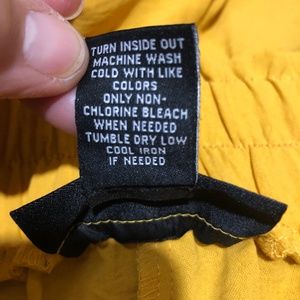 TURN INSIDE OUT
MACHINE WASH
COLD WITH LIKE
COLORS
ONLY NON-
CHLORINE BLEACH
WHEN NEEDED
TUMBLE DRY LOW
COOL IRON
IF NEEDED